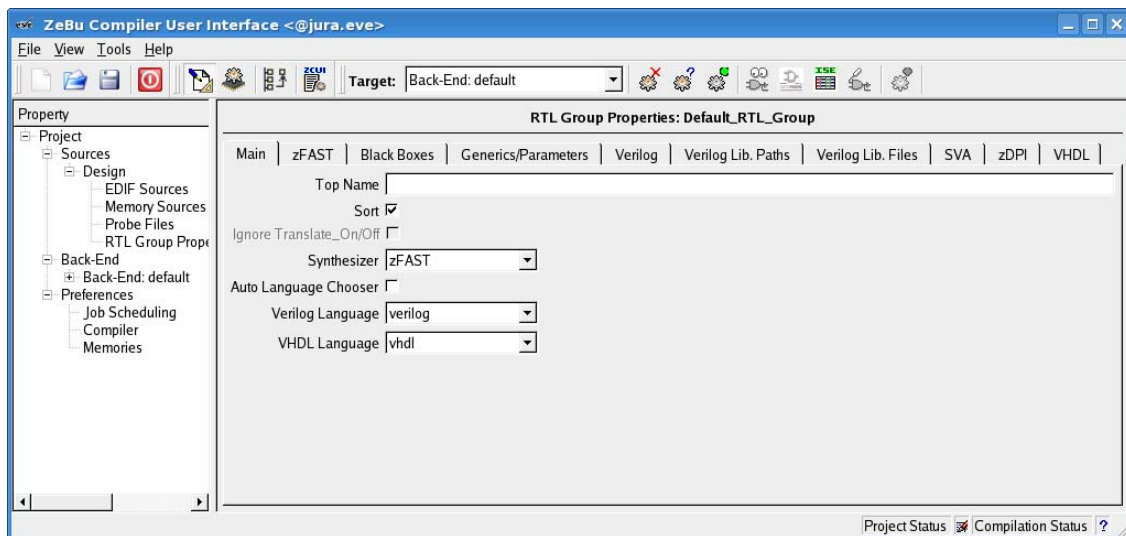 ZeBu Compiler User Interface <@jura.eve>
File View Tools Help
ZCUI Target: Back-End: default ISE
Property
RTL Group Properties: Default_RTL_Group
Project
Sources
Design
EDIF Sources
Memory Sources
Probe Files
RTL Group Prope
Back-End
Back-End: default
Preferences
Job Scheduling
Compiler
Memories
Main zFAST Black Boxes Generics/Parameters Verilog Verilog Lib. Paths Verilog Lib. Files SVA zDPI VHDL
Top Name
Sort
Ignore Translate_On/Off
Synthesizer zFAST
Auto Language Chooser
Verilog Language verilog
VHDL Language vhdl
Project Status Compilation Status ?